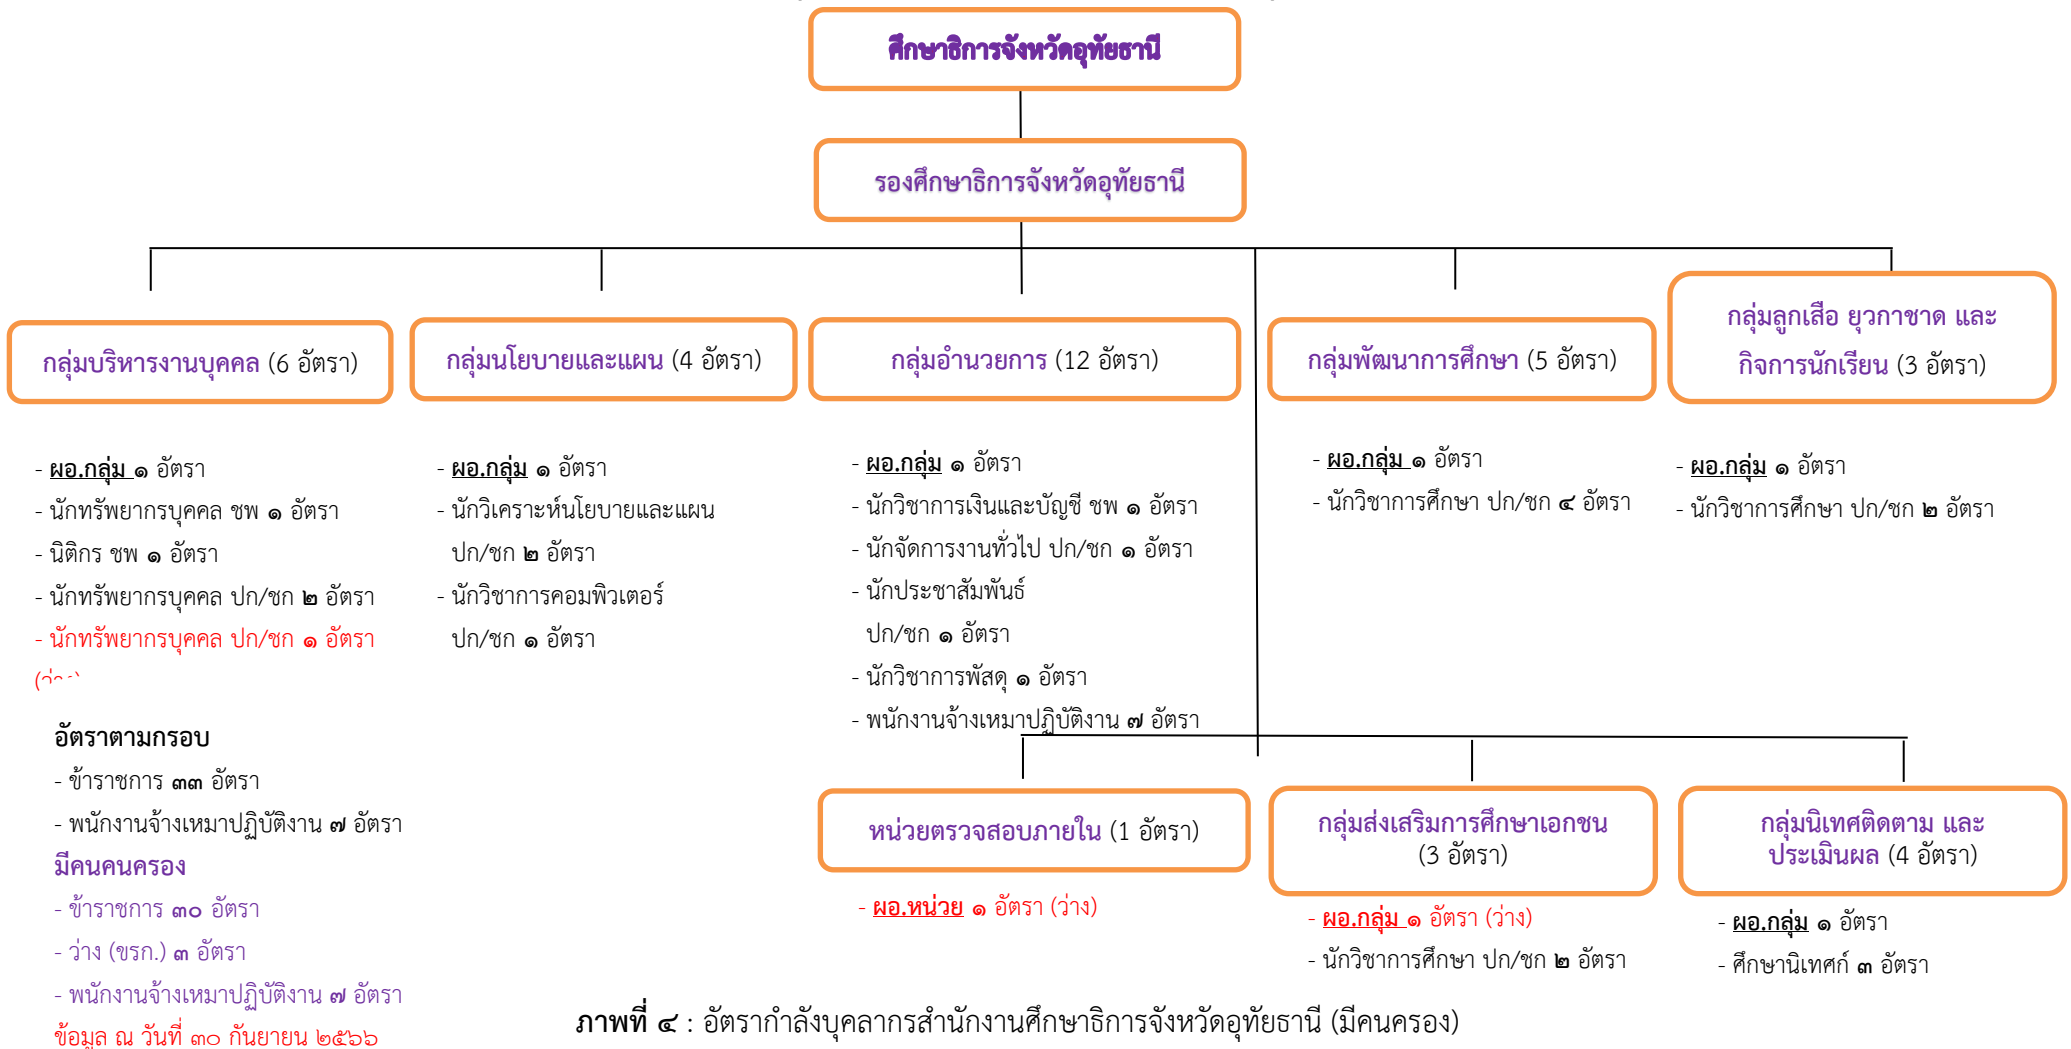 ศึกษาธิการจังหวัดอุทัยธานี
รองศึกษาธิการจังหวัดอุทัยธานี
กลุ่มบริหารงานบุคคล (6 อัตรา)
- ผอ.กลุ่ม ๑ อัตรา
- นักทรัพยากรบุคคล ชพ ๑ อัตรา
- นิติกร ชพ ๑ อัตรา
- นักทรัพยากรบุคคล ปก/ชก ๒ อัตรา
- นักทรัพยากรบุคคล ปก/ชก ๑ อัตรา
กลุ่มนโยบายและแผน (4 อัตรา)
- ผอ.กลุ่ม ๑ อัตรา
- นักวิเคราะห์นโยบายและแผน
ปก/ชก ๒ อัตรา
- นักวิชาการคอมพิวเตอร์
ปก/ชก ๑ อัตรา
กลุ่มอำนวยการ (12 อัตรา)
- ผอ.กลุ่ม ๑ อัตรา
- นักวิชาการเงินและบัญชี ชพ ๑ อัตรา
- นักจัดการงานทั่วไป ปก/ชก ๑ อัตรา
- นักประชาสัมพันธ์
ปก/ชก ๑ อัตรา
- นักวิชาการพัสดุ ๑ อัตรา
- พนักงานจ้างเหมาปฏิบัติงาน ๗ อัตรา
กลุ่มพัฒนาการศึกษา (5 อัตรา)
- ผอ.กลุ่ม ๑ อัตรา
- นักวิชาการศึกษา ปก/ชก ๔ อัตรา
กลุ่มลูกเสือ ยุวกาชาด และ
กิจการนักเรียน (3 อัตรา)
- ผอ.กลุ่ม ๑ อัตรา
- นักวิชาการศึกษา ปก/ชก ๒ อัตรา
อัตราตามกรอบ
- ข้าราชการ ๓๓ อัตรา
- พนักงานจ้างเหมาปฏิบัติงาน ๗ อัตรา
มีคนคนครอง
- ข้าราชการ ๓๐ อัตรา
- ว่าง (ขรก.) ๓ อัตรา
- พนักงานจ้างเหมาปฏิบัติงาน ๗ อัตรา
ข้อมูล ณ วันที่ ๓๐ กันยายน ๒๕๖๖
หน่วยตรวจสอบภายใน (1 อัตรา)
- ผอ.หน่วย ๑ อัตรา (ว่าง)
กลุ่มส่งเสริมการศึกษาเอกชน
(3 อัตรา)
- ผอ.กลุ่ม ๑ อัตรา (ว่าง)
- นักวิชาการศึกษา ปก/ชก ๒ อัตรา
กลุ่มนิเทศติดตาม และ
ประเมินผล (4 อัตรา)
- ผอ.กลุ่ม ๑ อัตรา
- ศึกษานิเทศก์ ๓ อัตรา
ภาพที่ ๔ : อัตรากำลังบุคลากรสำนักงานศึกษาธิการจังหวัดอุทัยธานี (มีคนครอง)